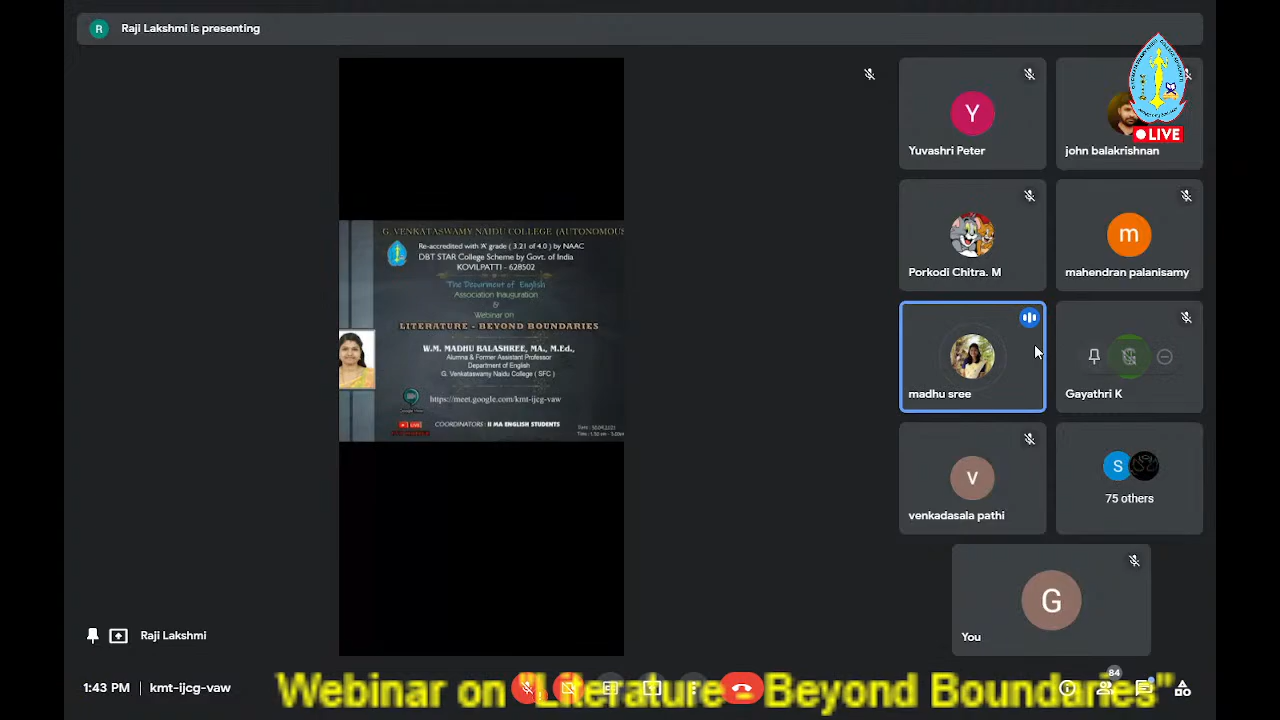 R
Raji Lakshmi is presenting
G. VENKATASWAMY NAIDU COLLEGE (AUTONOMOUS
Re-accredited with 'A' grade ( 3.21 of 4.0 ) by NAAC
DBT STAR College Scheme by Govt. of India
KOVILPATTI - 628502
The Deparment of English
Association Inauguration
&
Webinar on
LITERATURE - BEYOND BOUNDARIES
W.M. MADHU BALASHREE, MA., M.Ed.,
Alumna & Former Assistant Professor
Department of English
G. Venkataswamy Naidu College ( SFC )
https://meet.google.com/kmt-ijcg-vaw
LIVE
COORDINATORS : II MA ENGLISH STUDENTS
Raji Lakshmi
Y
Yuvashri Peter
john balakrishnan
LIVE
Porkodi Chitra. M
m
mahendran palanisamy
madhu sree
Gayathri K
v
venkadasala pathi
S
75 others
G
You
1:43 PM | kmt-ijcg-vaw
84
Webinar on "Literature - Beyond Boundaries"